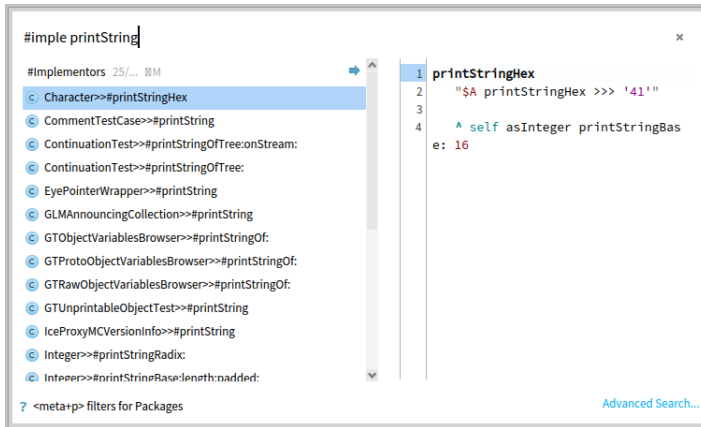 #imple printString
#Implementors 25/... M
Character>>#printStringHex
CommentTestCase>>#printString
ContinuationTest>>#printStringOfTree:onStream:
ContinuationTest>>#printStringOfTree:
EyePointerWrapper>>#printString
GLMAnnouncingCollection>>#printString
GTObjectVariablesBrowser>>#printStringOf:
GTProtoObjectVariablesBrowser>>#printStringOf:
GTRawObjectVariablesBrowser>>#printStringOf:
GTUnprintableObjectTest>>#printString
IceProxyMCVersionInfo>>#printString
Integer>>#printStringRadix:
Integer>>#printStringBase:length:padded:
1 printStringHex
2 "$A printStringHex >>> '41'"
3
4 ^ self asInteger printStringBas
e: 16
? <meta+p> filters for Packages
Advanced Search...